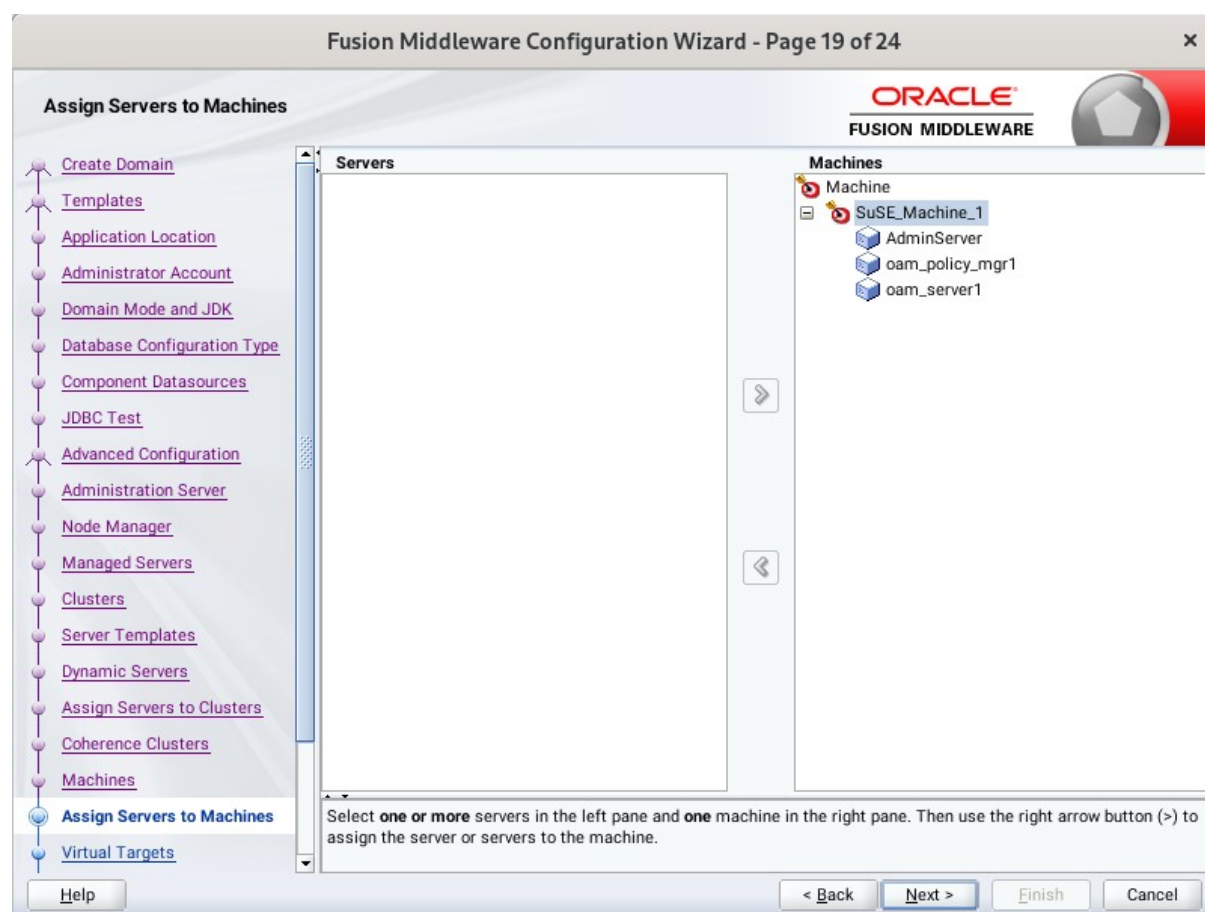 Fusion Middleware Configuration Wizard - Page 19 of 24
×
Assign Servers to Machines
ORACLE
FUSION MIDDLEWARE
Create Domain
Templates
Application Location
Administrator Account
Domain Mode and JDK
Database Configuration Type
Component Datasources
JDBC Test
Advanced Configuration
Administration Server
Node Manager
Managed Servers
Clusters
Server Templates
Dynamic Servers
Assign Servers to Clusters
Coherence Clusters
Machines
Assign Servers to Machines
Virtual Targets
Servers
Machines
Machine
SuSE_Machine_1
AdminServer
oam_policy_mgr1
oam_server1
Select one or more servers in the left pane and one machine in the right pane. Then use the right arrow button (>) to
assign the server or servers to the machine.
Help
< Back
Next >
Finish
Cancel